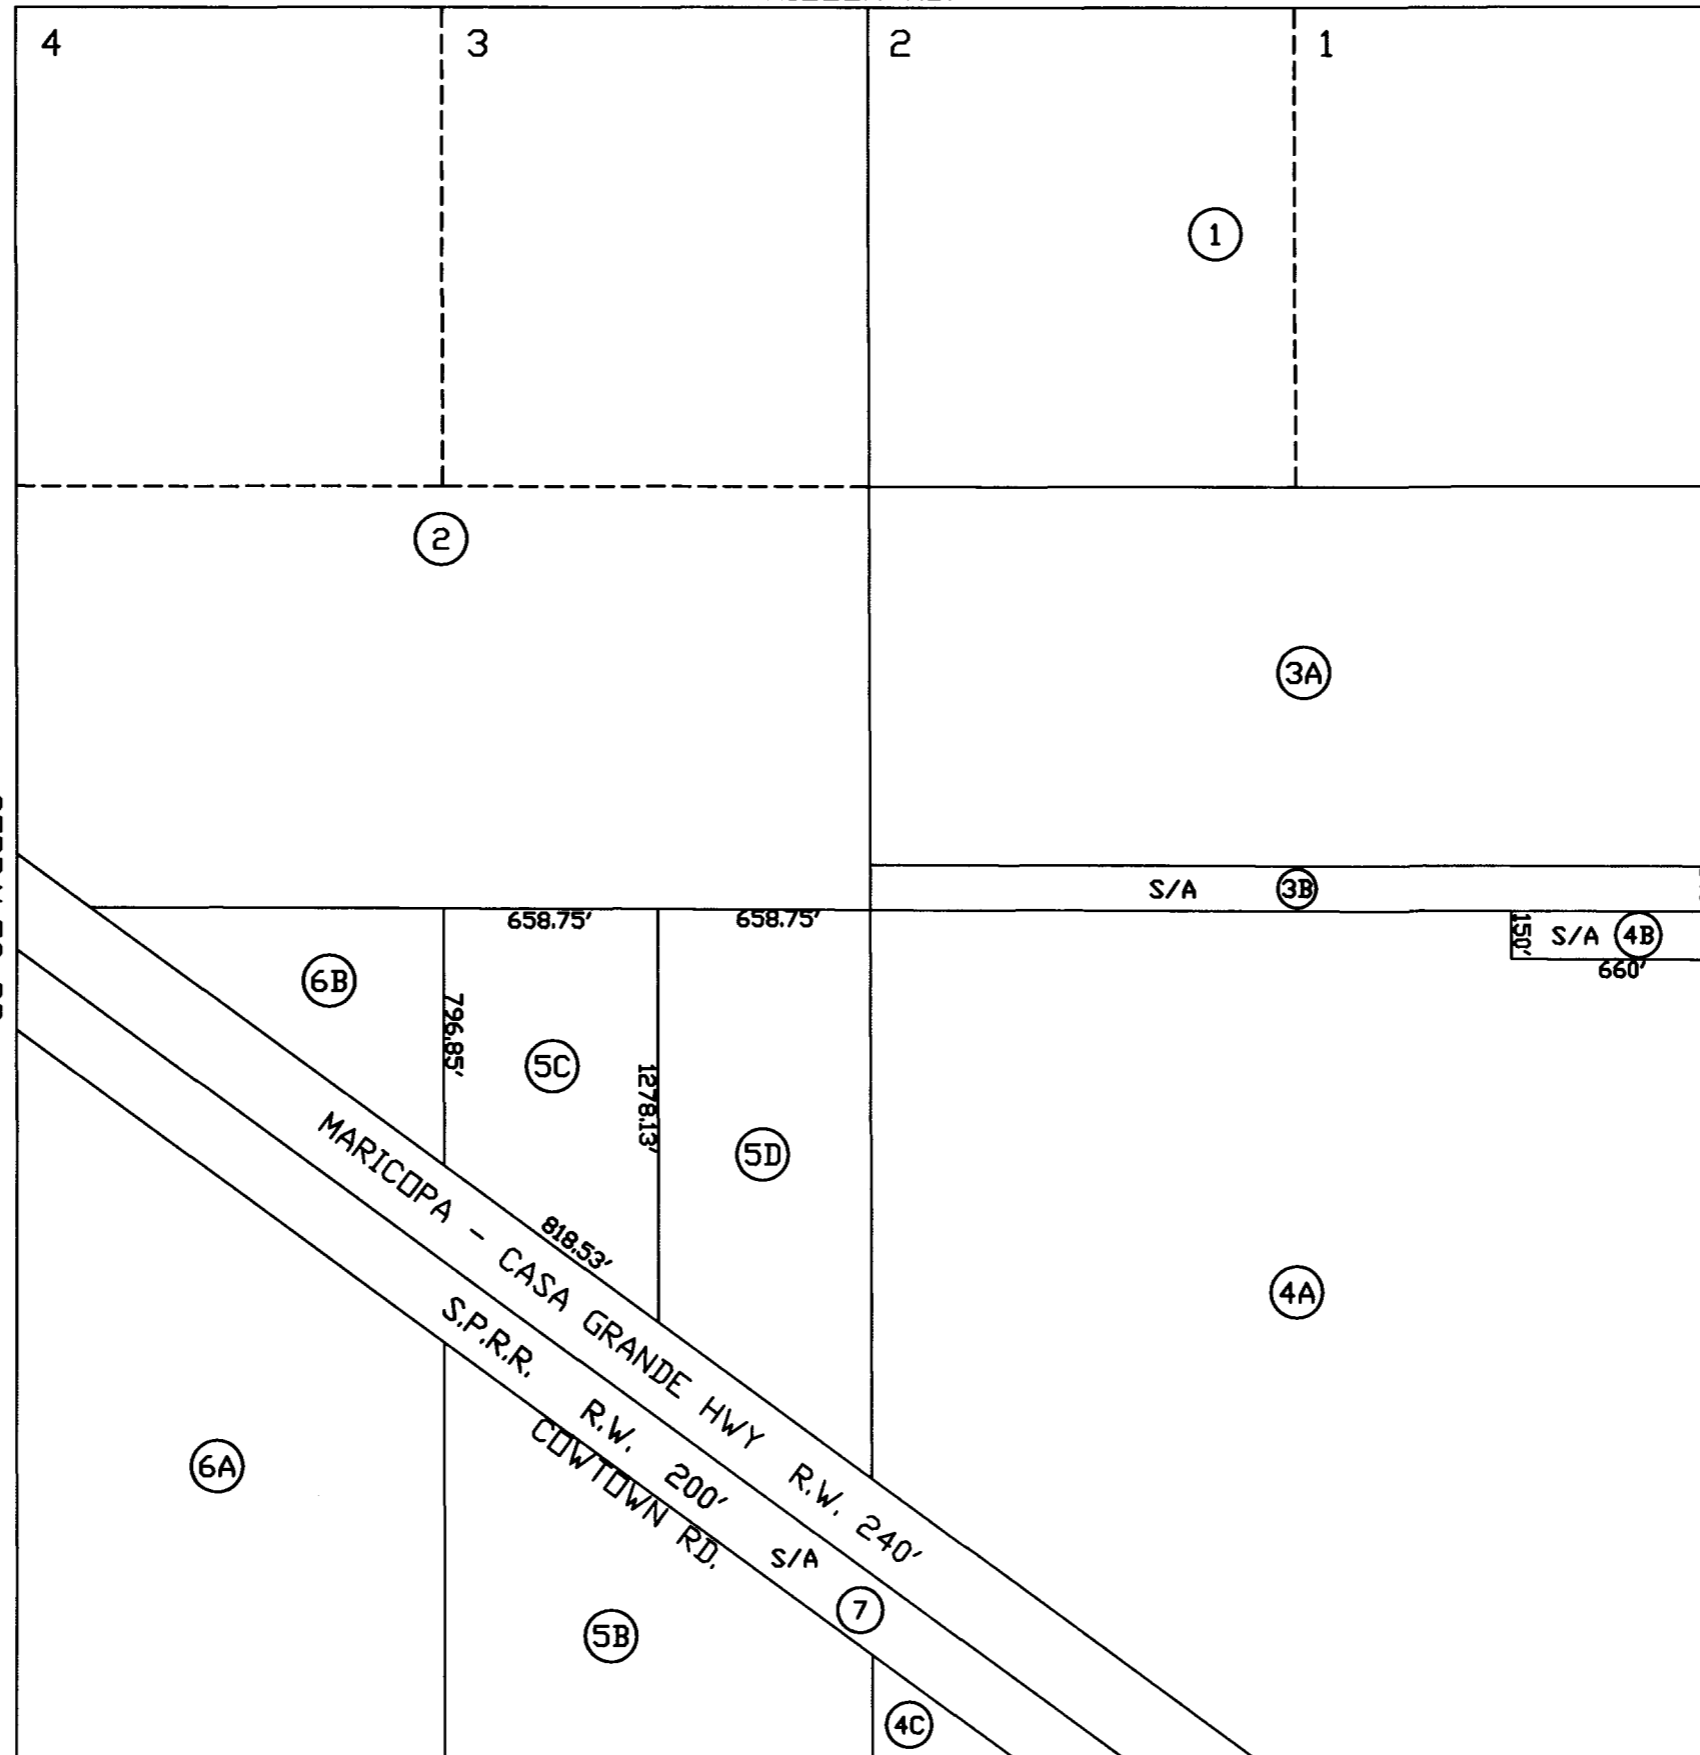 4 3 2 1
1
2
3A
S/A 3B
658.75' 658.75'
150' S/A 4B
660'
6B
796.85'
5C
1278.13'
5D
818.53'
4A
MARICOPA - CASA GRANDE HWY R.W. 240'
S.P.R.R. R.W. 200' S/A 7
COWTOWN RD.
6A
5B
4C